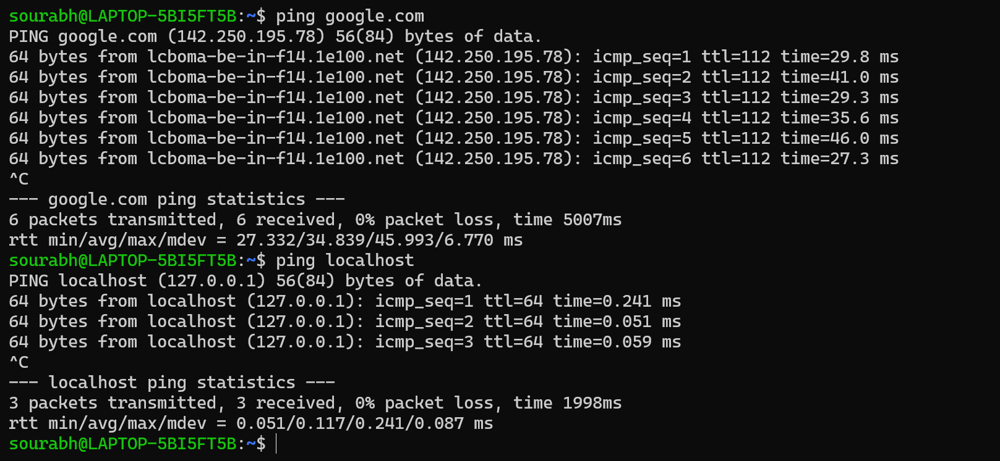 sourabh@LAPTOP-5BI5FT5B:~$ ping google.com
PING google.com (142.250.195.78) 56(84) bytes of data.
64 bytes from lcboma-be-in-f14.1e100.net (142.250.195.78): icmp_seq=1 ttl=112 time=29.8 ms
64 bytes from lcboma-be-in-f14.1e100.net (142.250.195.78): icmp_seq=2 ttl=112 time=41.0 ms
64 bytes from lcboma-be-in-f14.1e100.net (142.250.195.78): icmp_seq=3 ttl=112 time=29.3 ms
64 bytes from lcboma-be-in-f14.1e100.net (142.250.195.78): icmp_seq=4 ttl=112 time=35.6 ms
64 bytes from lcboma-be-in-f14.1e100.net (142.250.195.78): icmp_seq=5 ttl=112 time=46.0 ms
64 bytes from lcboma-be-in-f14.1e100.net (142.250.195.78): icmp_seq=6 ttl=112 time=27.3 ms
^C
--- google.com ping statistics ---
6 packets transmitted, 6 received, 0% packet loss, time 5007ms
rtt min/avg/max/mdev = 27.332/34.839/45.993/6.770 ms
sourabh@LAPTOP-5BI5FT5B:~$ ping localhost
PING localhost (127.0.0.1) 56(84) bytes of data.
64 bytes from localhost (127.0.0.1): icmp_seq=1 ttl=64 time=0.241 ms
64 bytes from localhost (127.0.0.1): icmp_seq=2 ttl=64 time=0.051 ms
64 bytes from localhost (127.0.0.1): icmp_seq=3 ttl=64 time=0.059 ms
^C
--- localhost ping statistics ---
3 packets transmitted, 3 received, 0% packet loss, time 1998ms
rtt min/avg/max/mdev = 0.051/0.117/0.241/0.087 ms
sourabh@LAPTOP-5BI5FT5B:~$